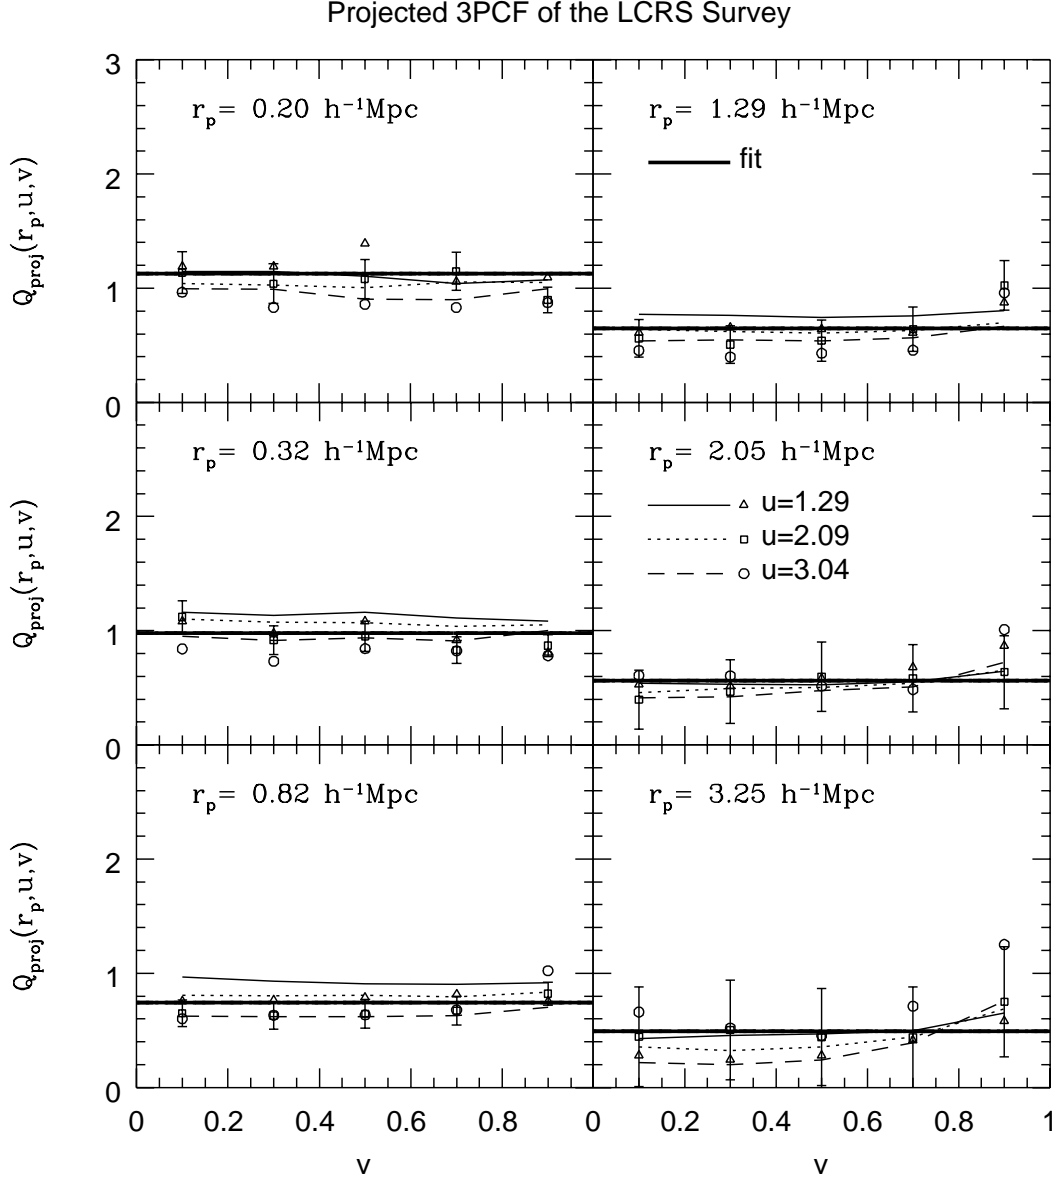 Projected 3PCF of the LCRS Survey
3
r_p= 0.20 h⁻¹Mpc
r_p= 1.29 h⁻¹Mpc
fit
2
Q_proj(r_p,u,v)
1
0
r_p= 0.32 h⁻¹Mpc
r_p= 2.05 h⁻¹Mpc
u=1.29
2
u=2.09
Q_proj(r_p,u,v)
u=3.04
1
0
r_p= 0.82 h⁻¹Mpc
r_p= 3.25 h⁻¹Mpc
2
Q_proj(r_p,u,v)
1
0
0 0.2 0.4 0.6 0.8 0 0.2 0.4 0.6 0.8 1
v v